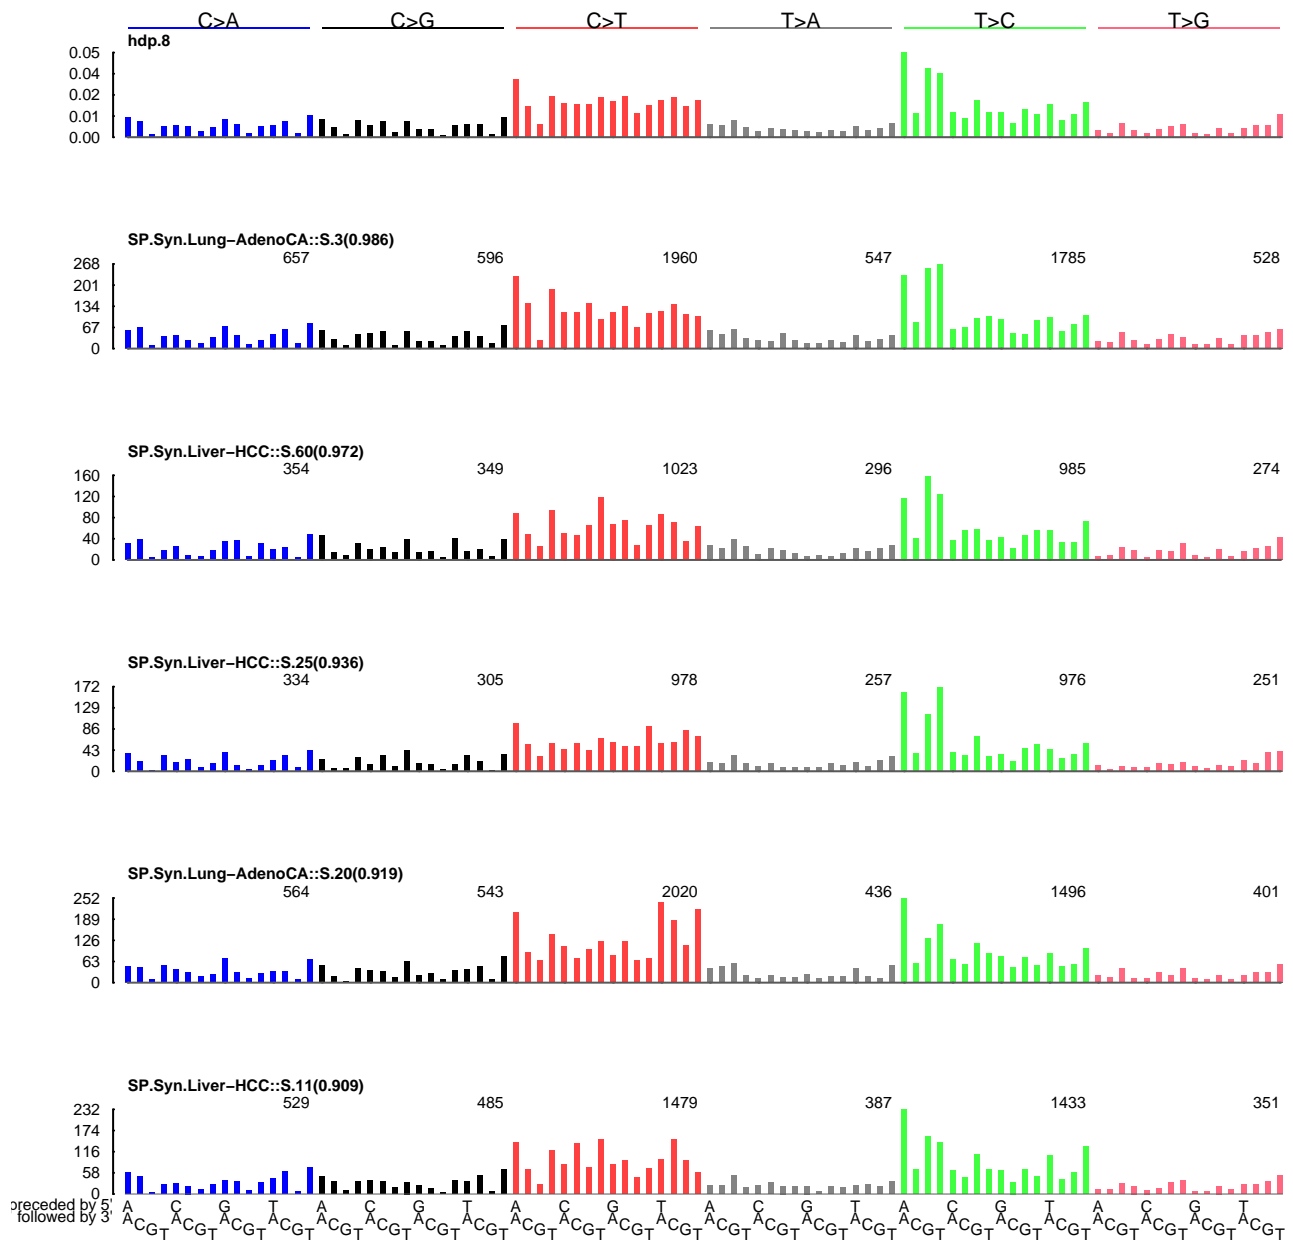 C>A C>G C>T T>A T>C T>G
hdp.8
0.05
0.04
0.02
0.01
0.00
SP.Syn.Lung−AdenoCA::S.3(0.986)
657 596 1960 547 1785 528
268
201
134
67
0
SP.Syn.Liver−HCC::S.60(0.972)
354 349 1023 296 985 274
160
120
80
40
0
SP.Syn.Liver−HCC::S.25(0.936)
334 305 978 257 976 251
172
129
86
43
0
SP.Syn.Lung−AdenoCA::S.20(0.919)
564 543 2020 436 1496 401
252
189
126
63
0
SP.Syn.Liver−HCC::S.11(0.909)
529 485 1479 387 1433 351
232
174
116
58
0
preceded by 5' A C G T A C G T A C G T A C G T A C G T A C G T
followed by 3' A C G T A C G T A C G T A C G T A C G T A C G T A C G T A C G T A C G T A C G T A C G T A C G T A C G T A C G T A C G T A C G T A C G T A C G T A C G T A C G T A C G T A C G T A C G T A C G T